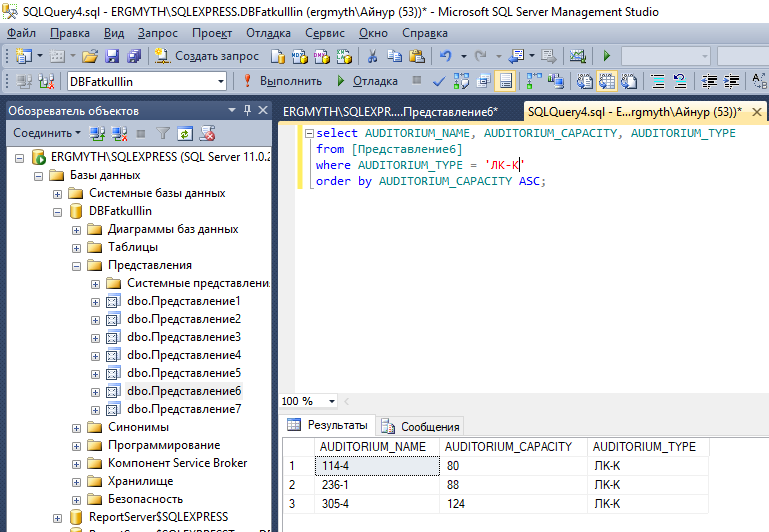 SQLQuery4.sql - ERGMYTH\SQLEXPRESS.DBFatkulllin (ergmyth\Айнур (53))* - Microsoft SQL Server Management Studio
Файл Правка Вид Запрос Проект Отладка Сервис Окно Справка
Создать запрос
DBFatkulllin Выполнить Отладка
Обозреватель объектов
ERGMYTH\SQLEXPR....Представление6* SQLQuery4.sql - E...rgmyth\Айнур (53))*
Соединить
ERGMYTH\SQLEXPRESS (SQL Server 11.0.2
Базы данных
Системные базы данных
DBFatkulllin
Диаграммы баз данных
Таблицы
Представления
Системные представлени
dbo.Представление1
dbo.Представление2
dbo.Представление3
dbo.Представление4
dbo.Представление5
dbo.Представление6
dbo.Представление7
Синонимы
Программирование
Компонент Service Broker
Хранилище
Безопасность
ReportServer$SQLEXPRESS
select AUDITORIUM_NAME, AUDITORIUM_CAPACITY, AUDITORIUM_TYPE
from [Представление6]
where AUDITORIUM_TYPE = 'ЛК-К'
order by AUDITORIUM_CAPACITY ASC;
100 %
Результаты Сообщения
AUDITORIUM_NAME AUDITORIUM_CAPACITY AUDITORIUM_TYPE
1 114-4 80 ЛК-К
2 236-1 88 ЛК-К
3 305-4 124 ЛК-К